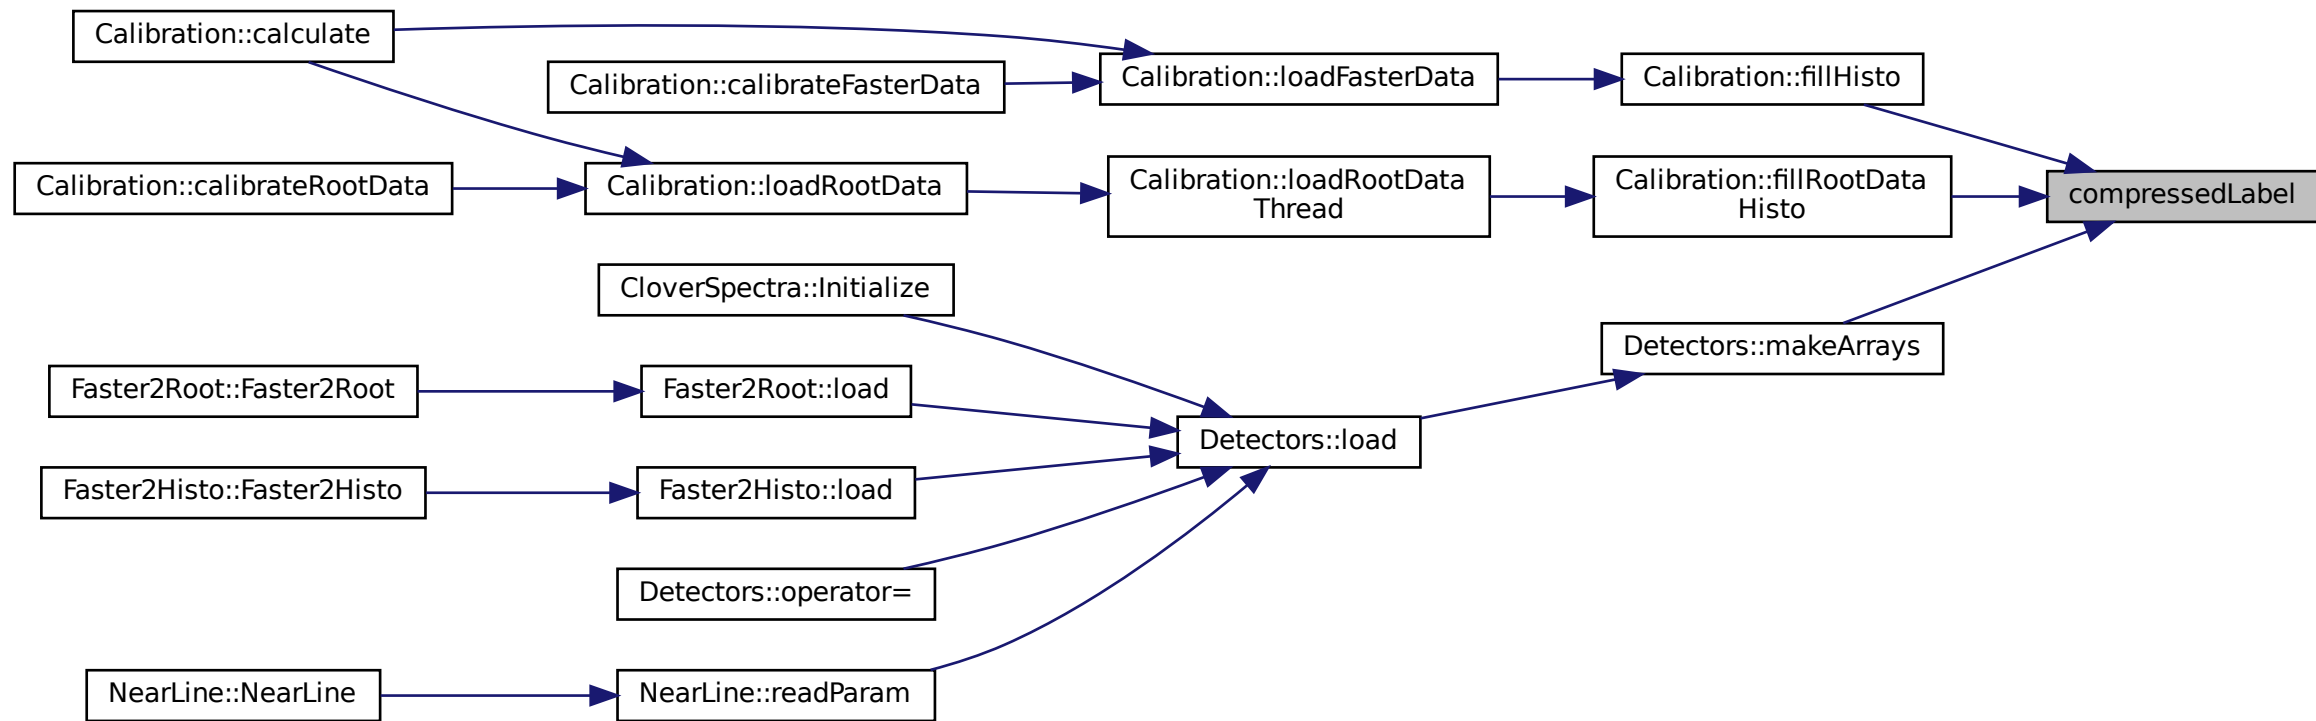 Calibration::calculate
Calibration::calibrateFasterData
Calibration::loadFasterData
Calibration::fillHisto
Calibration::calibrateRootData
Calibration::loadRootData
Calibration::loadRootData
Thread
Calibration::fillRootData
Histo
compressedLabel
CloverSpectra::Initialize
Detectors::makeArrays
Faster2Root::Faster2Root
Faster2Root::load
Detectors::load
Faster2Histo::Faster2Histo
Faster2Histo::load
Detectors::operator=
NearLine::NearLine
NearLine::readParam